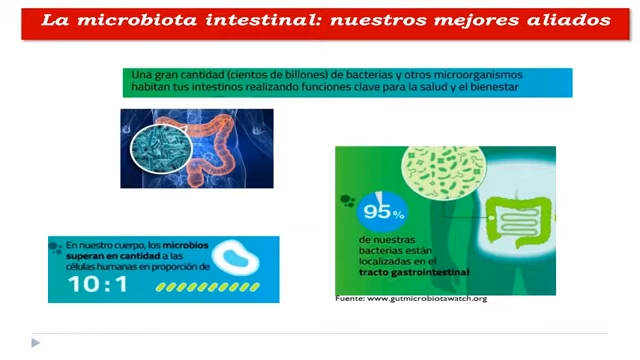 La microbiota intestinal: nuestros mejores aliados
Una gran cantidad (cientos de billones) de bacterias y otros microorganismos
habitan tus intestinos realizando funciones clave para la salud y el bienestar
95%
de nuestras
bacterias están
localizadas en el
tracto gastrointestinal
En nuestro cuerpo, los microbios
superan en cantidad a las
células humanas en proporción de
10:1
Fuente: www.gutmicrobiotawatch.org